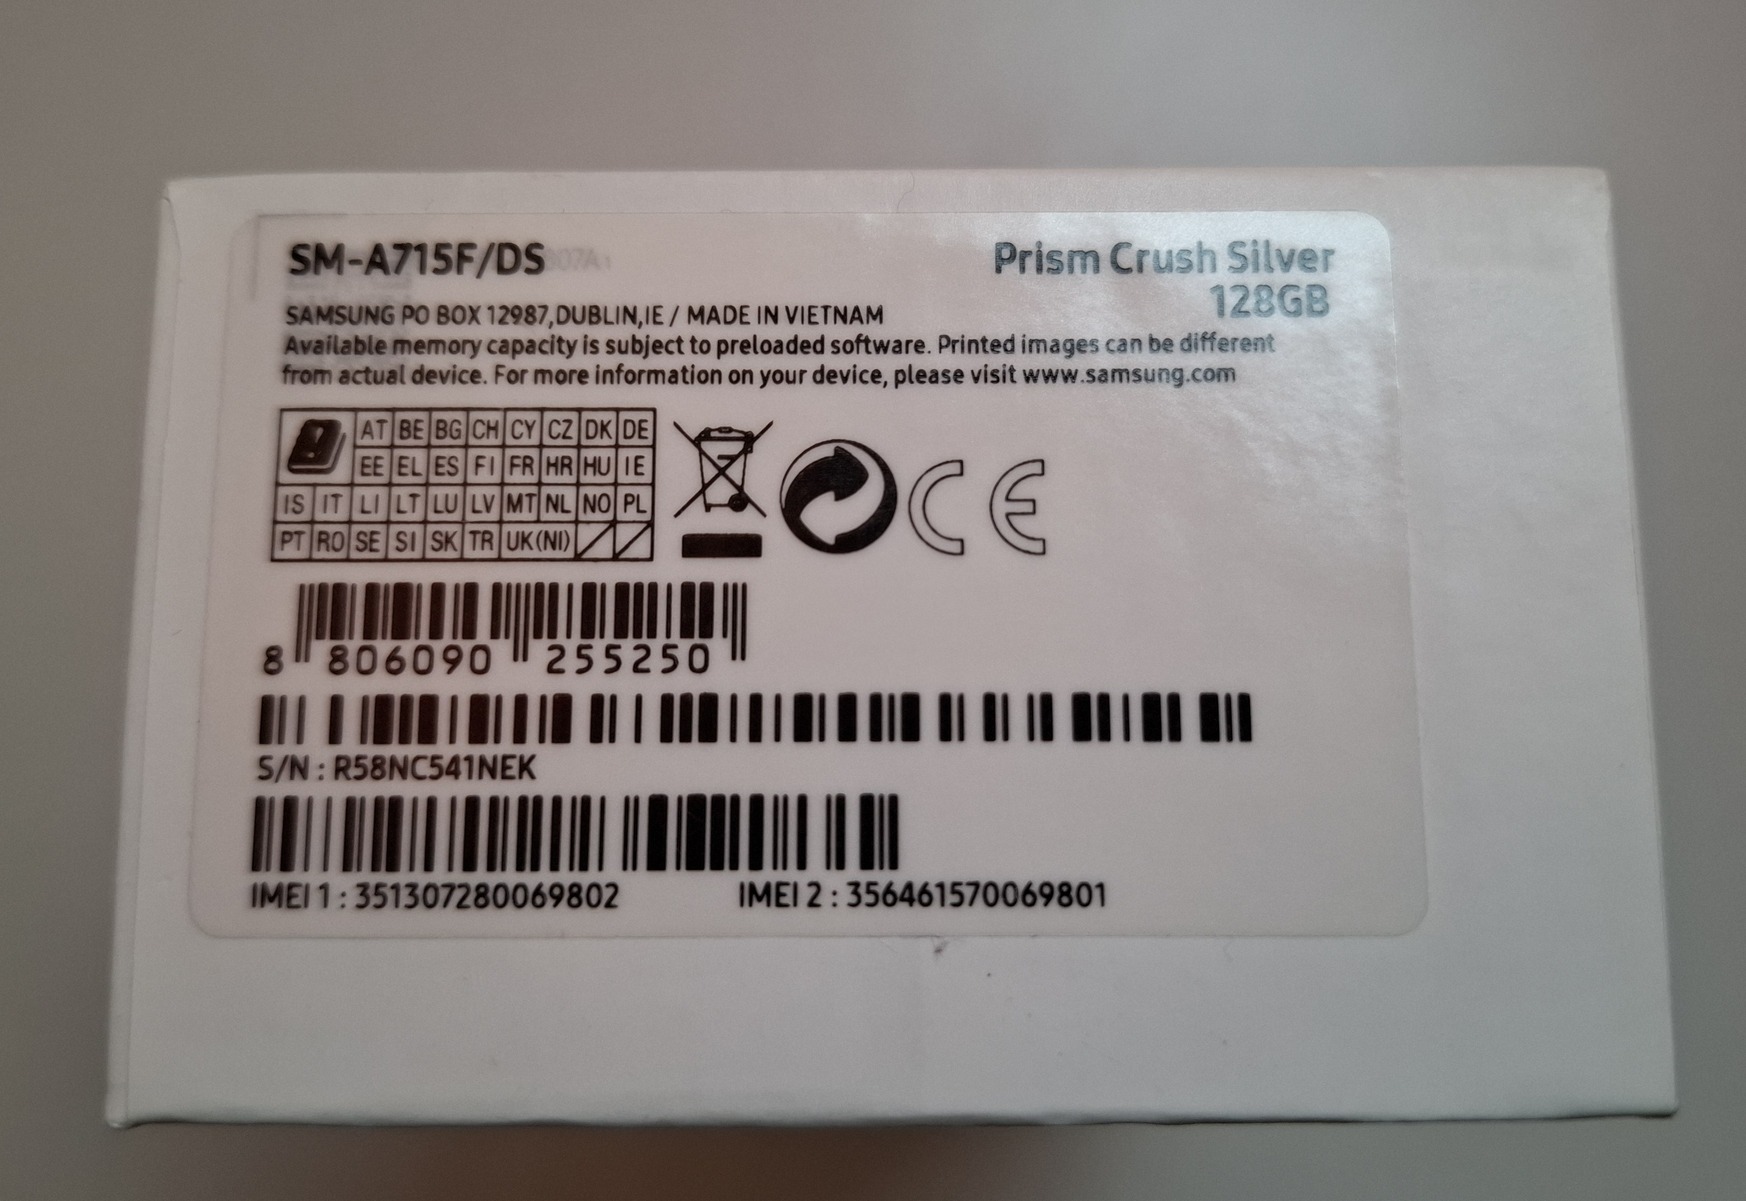 SM-A715F/DS
Prism Crush Silver
128GB
SAMSUNG PO BOX 12987,DUBLIN,IE / MADE IN VIETNAM
Available memory capacity is subject to preloaded software. Printed images can be different
from actual device. For more information on your device, please visit www.samsung.com
AT BE BG CH CY CZ DK DE
EE EL ES FI FR HR HU IE
IS IT LI LT LU LV MT NL NO PL
PT RO SE SI SK TR UK(NI)
CE
8 806090 255250
S/N : R58NC541NEK
IMEI 1 : 351307280069802 IMEI 2 : 356461570069801